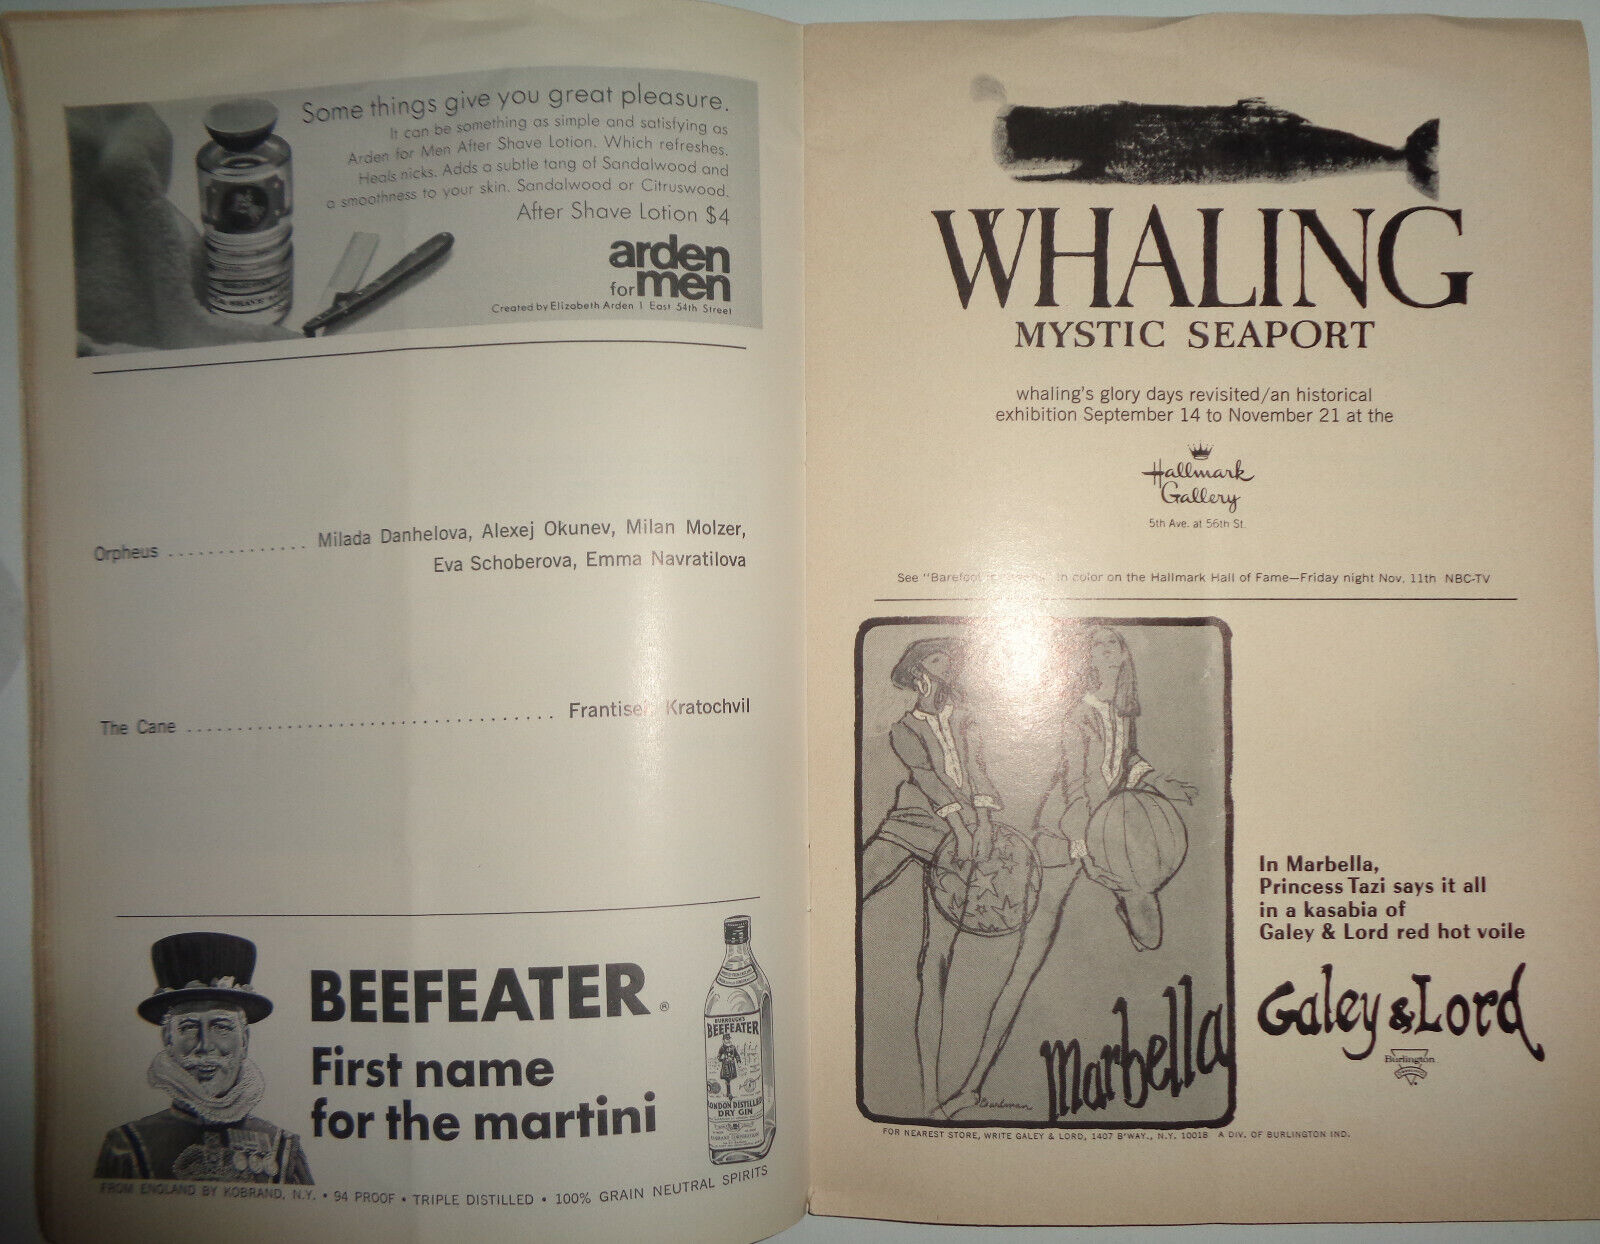 Some things give you great pleasure.
It can be something as simple and satisfying as
Arden for Men After Shave Lotion. Which refreshes.
Heals nicks. Adds a subtle tang of Sandalwood and
a smoothness to your skin. Sandalwood or Citruswood.
After Shave Lotion $4
arden
for men
Created by Elizabeth Arden 1 East 54th Street
Orpheus .............. Milada Danhelova, Alexej Okunev, Milan Molzer,
Eva Schoberova, Emma Navratilova
The Cane .................................... Frantisek Kratochvil
BEEFEATER®
First name
for the martini
BURROUGH'S
BEEFEATER
LONDON DISTILLED
DRY GIN
FROM ENGLAND BY KOBRAND, N.Y. • 94 PROOF • TRIPLE DISTILLED • 100% GRAIN NEUTRAL SPIRITS
WHALING
MYSTIC SEAPORT
whaling's glory days revisited/an historical
exhibition September 14 to November 21 at the
Hallmark
Gallery
5th Ave. at 56th St.
See "Barefoot in color on the Hallmark Hall of Fame—Friday night Nov. 11th NBC-TV
marbella
In Marbella,
Princess Tazi says it all
in a kasabia of
Galey & Lord red hot voile
Galey & Lord
Burlington
FOR NEAREST STORE, WRITE GALEY & LORD, 1407 B'WAY., N.Y. 10018 A DIV. OF BURLINGTON IND.